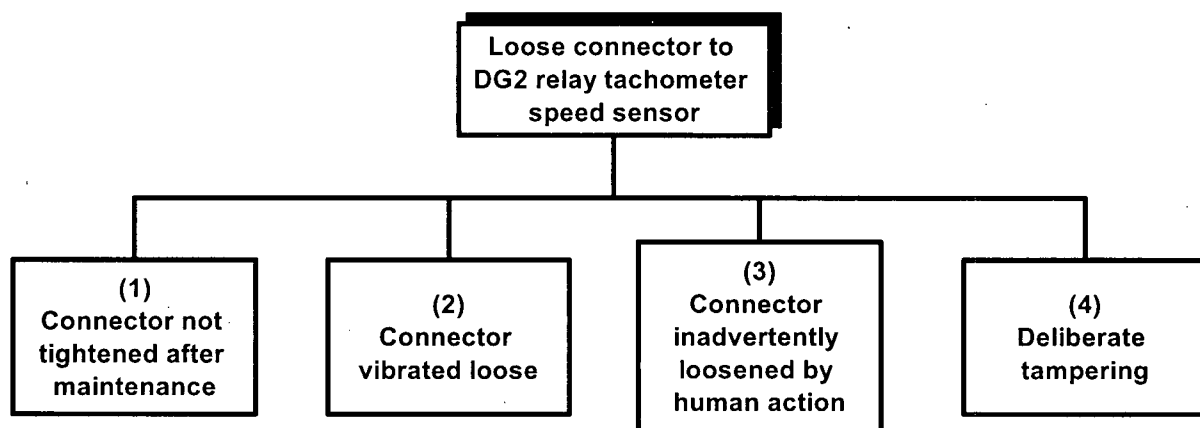 Loose connector to
DG2 relay tachometer
speed sensor
(1)
Connector not
tightened after
maintenance
(2)
Connector
vibrated loose
(3)
Connector
inadvertently
loosened by
human action
(4)
Deliberate
tampering